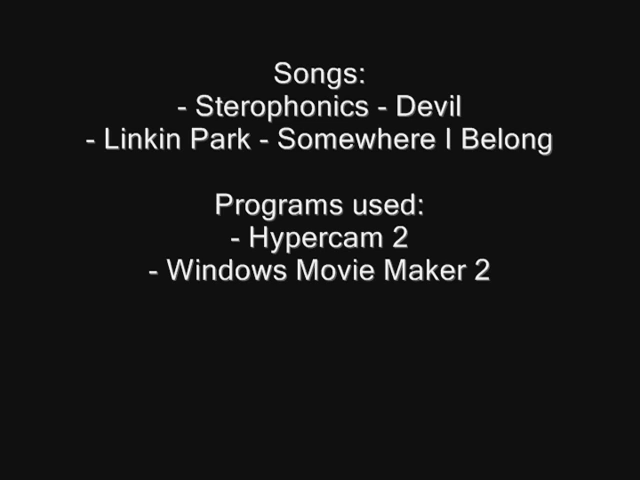 Songs:
- Sterophonics - Devil
- Linkin Park - Somewhere I Belong
Programs used:
- Hypercam 2
- Windows Movie Maker 2